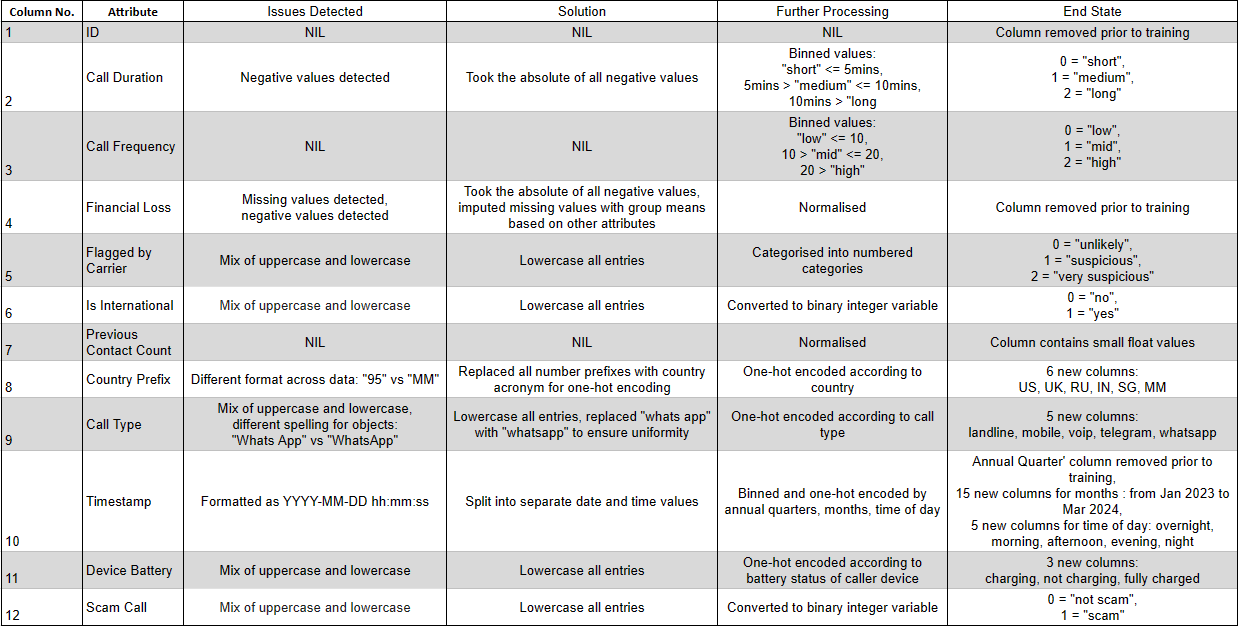 Column No. Attribute Issues Detected Solution Further Processing End State
1 ID NIL NIL NIL Column removed prior to training
2 Call Duration Negative values detected Took the absolute of all negative values
Binned values:
"short" <= 5mins,
5mins > "medium" <= 10mins,
10mins > "long
0 = "short",
1 = "medium",
2 = "long"
3 Call Frequency NIL NIL
Binned values:
"low" <= 10,
10 > "mid" <= 20,
20 > "high"
0 = "low",
1 = "mid",
2 = "high"
4 Financial Loss
Missing values detected,
negative values detected
Took the absolute of all negative values,
imputed missing values with group means
based on other attributes
Normalised
Column removed prior to training
5
Flagged by
Carrier
Mix of uppercase and lowercase
Lowercase all entries
Categorised into numbered
categories
0 = "unlikely",
1 = "suspicious",
2 = "very suspicious"
6 Is International Mix of uppercase and lowercase Lowercase all entries Converted to binary integer variable
0 = "no",
1 = "yes"
7
Previous
Contact Count
NIL
NIL
Normalised
Column contains small float values
8 Country Prefix Different format across data: "95" vs "MM"
Replaced all number prefixes with country
acronym for one-hot encoding
One-hot encoded according to
country
6 new columns:
US, UK, RU, IN, SG, MM
9 Call Type
Mix of uppercase and lowercase,
different spelling for objects:
"Whats App" vs "WhatsApp"
Lowercase all entries, replaced "whats app"
with "whatsapp" to ensure uniformity
One-hot encoded according to call
type
5 new columns:
landline, mobile, voip, telegram, whatsapp
10 Timestamp Formatted as YYYY-MM-DD hh:mm:ss Split into separate date and time values
Binned and one-hot encoded by
annual quarters, months, time of day
Annual Quarter' column removed prior to
training,
15 new columns for months : from Jan 2023 to
Mar 2024,
5 new columns for time of day: overnight,
morning, afternoon, evening, night
11 Device Battery Mix of uppercase and lowercase Lowercase all entries
One-hot encoded according to
battery status of caller device
3 new columns:
charging, not charging, fully charged
12 Scam Call Mix of uppercase and lowercase Lowercase all entries Converted to binary integer variable
0 = "not scam",
1 = "scam"